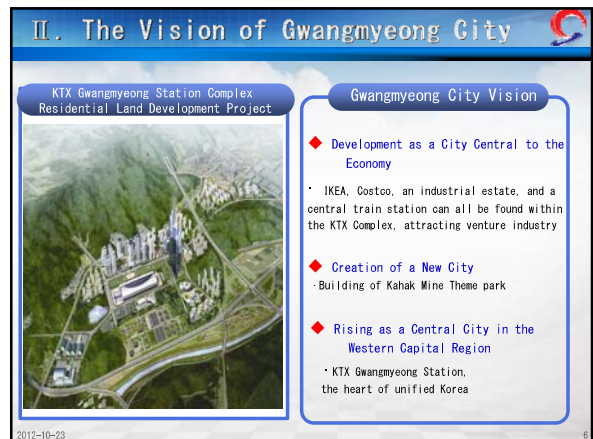 Ⅱ. The Vision of Gwangmyeong City
KTX Gwangmyeong Station Complex
Residential Land Development Project
Gwangmyeong City Vision
◆ Development as a City Central to the
Economy
· IKEA, Costco, an industrial estate, and a
central train station can all be found within
the KTX Complex, attracting venture industry
◆ Creation of a New City
·Building of Kahak Mine Theme park
◆ Rising as a Central City in the
Western Capital Region
· KTX Gwangmyeong Station,
the heart of unified Korea
2012-10-23
6